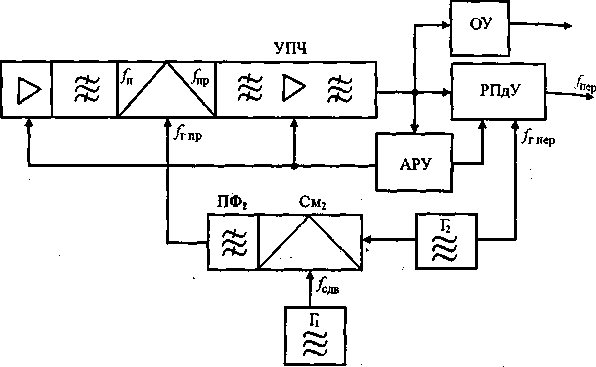 УПЧ
ОУ
fп
fпр
РПдУ
fпер
fг пр
fг пер
АРУ
ПФ₂
См₂
Г₂
fсдв
Г₁